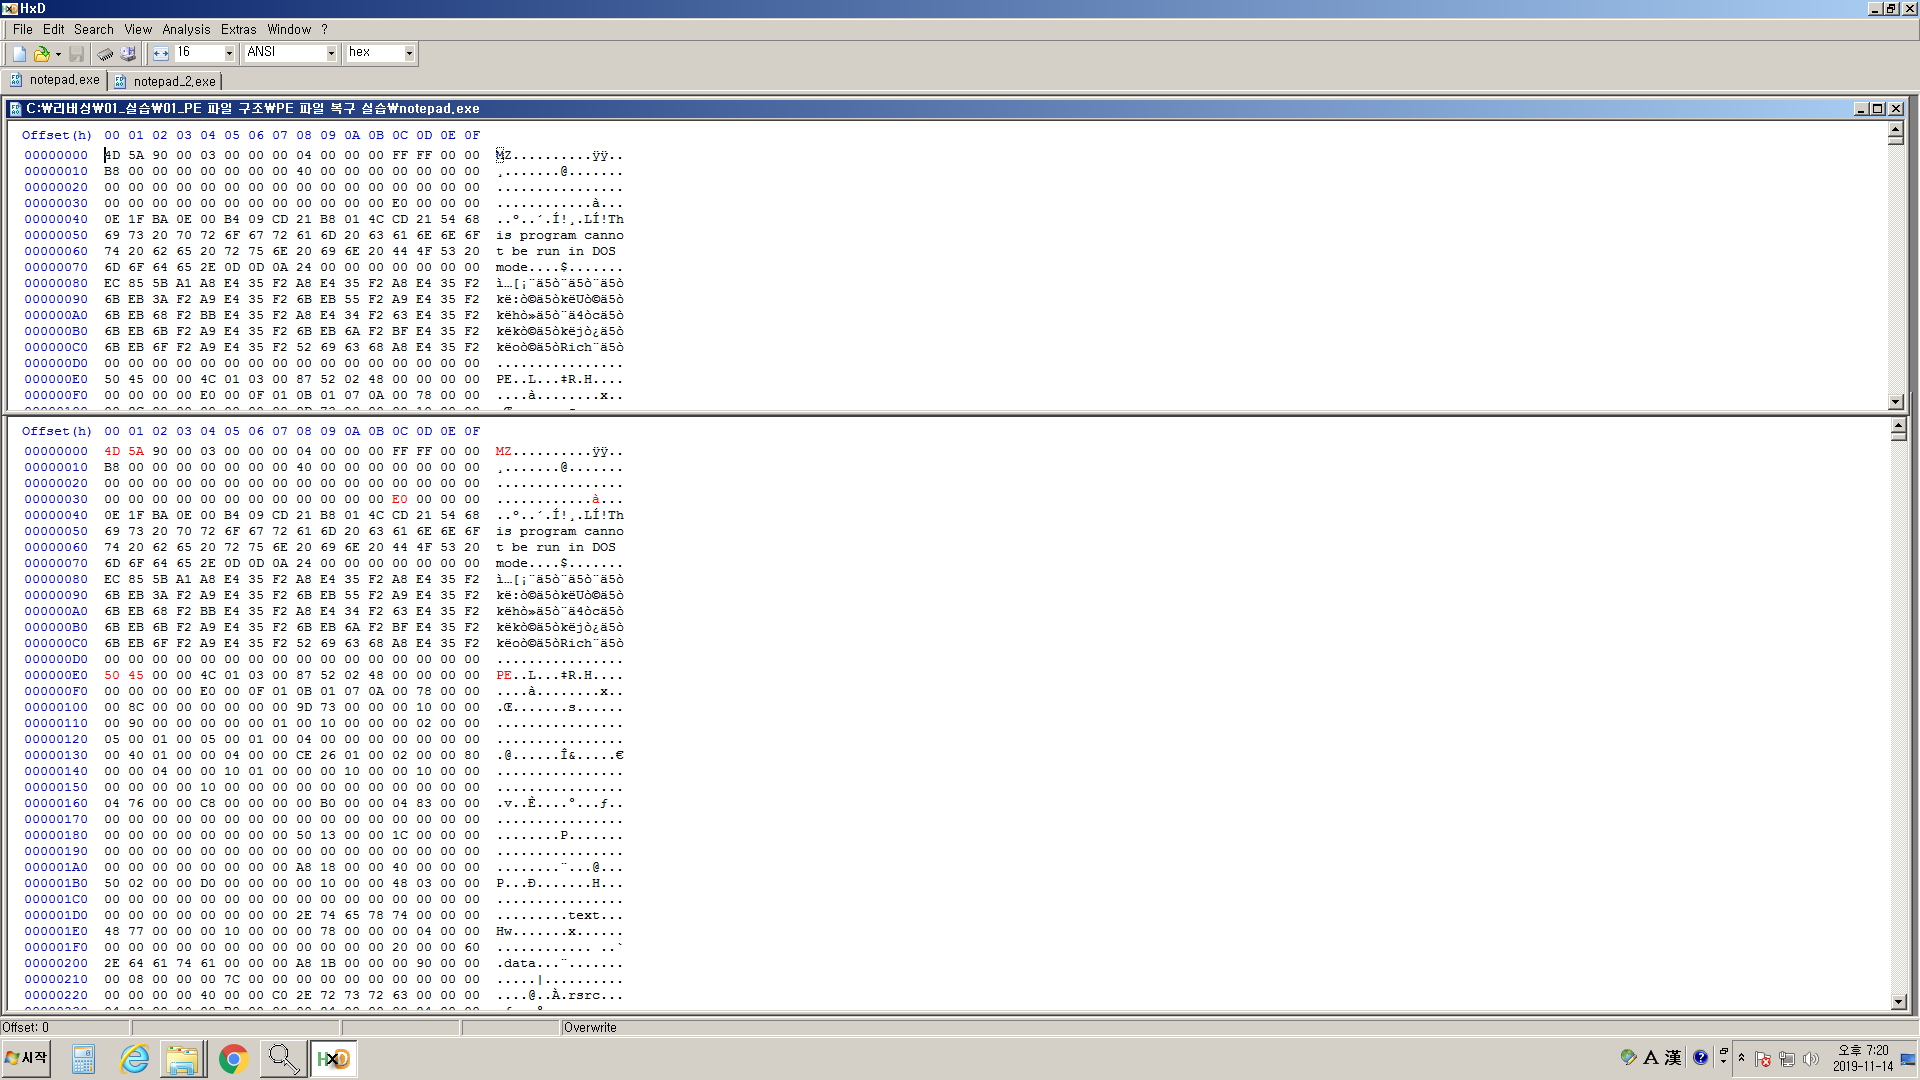 HxD
File Edit Search View Analysis Extras Window ?
16 ANSI hex
notepad.exe notepad_2.exe
C:₩리버싱₩01_실습₩01_PE 파일 구조₩PE 파일 복구 실습₩notepad.exe
Offset(h) 00 01 02 03 04 05 06 07 08 09 0A 0B 0C 0D 0E 0F
00000000 4D 5A 90 00 03 00 00 00 04 00 00 00 FF FF 00 00 MZ..........ÿÿ..
00000010 B8 00 00 00 00 00 00 00 40 00 00 00 00 00 00 00 ¸.......@.......
00000020 00 00 00 00 00 00 00 00 00 00 00 00 00 00 00 00 ................
00000030 00 00 00 00 00 00 00 00 00 00 00 00 E0 00 00 00 ............à...
00000040 0E 1F BA 0E 00 B4 09 CD 21 B8 01 4C CD 21 54 68 ..º..´.Í!¸.LÍ!Th
00000050 69 73 20 70 72 6F 67 72 61 6D 20 63 61 6E 6E 6F is program canno
00000060 74 20 62 65 20 72 75 6E 20 69 6E 20 44 4F 53 20 t be run in DOS
00000070 6D 6F 64 65 2E 0D 0D 0A 24 00 00 00 00 00 00 00 mode....$.......
00000080 EC 85 5B A1 A8 E4 35 F2 A8 E4 35 F2 A8 E4 35 F2 ì…[¡¨ä5ò¨ä5ò¨ä5ò
00000090 6B EB 3A F2 A9 E4 35 F2 6B EB 55 F2 A9 E4 35 F2 kë:ò©ä5òkëUò©ä5ò
000000A0 6B EB 68 F2 BB E4 35 F2 A8 E4 34 F2 63 E4 35 F2 këhò»ä5ò¨ä4òcä5ò
000000B0 6B EB 6B F2 A9 E4 35 F2 6B EB 6A F2 BF E4 35 F2 këkò©ä5òkëjò¿ä5ò
000000C0 6B EB 6F F2 A9 E4 35 F2 52 69 63 68 A8 E4 35 F2 këoò©ä5òRich¨ä5ò
000000D0 00 00 00 00 00 00 00 00 00 00 00 00 00 00 00 00 ................
000000E0 50 45 00 00 4C 01 03 00 87 52 02 48 00 00 00 00 PE..L...‡R.H....
000000F0 00 00 00 00 E0 00 0F 01 0B 01 07 0A 00 78 00 00 ....à........x..
Offset(h) 00 01 02 03 04 05 06 07 08 09 0A 0B 0C 0D 0E 0F
00000000 4D 5A 90 00 03 00 00 00 04 00 00 00 FF FF 00 00 MZ..........ÿÿ..
00000010 B8 00 00 00 00 00 00 00 40 00 00 00 00 00 00 00 ¸.......@.......
00000020 00 00 00 00 00 00 00 00 00 00 00 00 00 00 00 00 ................
00000030 00 00 00 00 00 00 00 00 00 00 00 00 E0 00 00 00 ............à...
00000040 0E 1F BA 0E 00 B4 09 CD 21 B8 01 4C CD 21 54 68 ..º..´.Í!¸.LÍ!Th
00000050 69 73 20 70 72 6F 67 72 61 6D 20 63 61 6E 6E 6F is program canno
00000060 74 20 62 65 20 72 75 6E 20 69 6E 20 44 4F 53 20 t be run in DOS
00000070 6D 6F 64 65 2E 0D 0D 0A 24 00 00 00 00 00 00 00 mode....$.......
00000080 EC 85 5B A1 A8 E4 35 F2 A8 E4 35 F2 A8 E4 35 F2 ì…[¡¨ä5ò¨ä5ò¨ä5ò
00000090 6B EB 3A F2 A9 E4 35 F2 6B EB 55 F2 A9 E4 35 F2 kë:ò©ä5òkëUò©ä5ò
000000A0 6B EB 68 F2 BB E4 35 F2 A8 E4 34 F2 63 E4 35 F2 këhò»ä5ò¨ä4òcä5ò
000000B0 6B EB 6B F2 A9 E4 35 F2 6B EB 6A F2 BF E4 35 F2 këkò©ä5òkëjò¿ä5ò
000000C0 6B EB 6F F2 A9 E4 35 F2 52 69 63 68 A8 E4 35 F2 këoò©ä5òRich¨ä5ò
000000D0 00 00 00 00 00 00 00 00 00 00 00 00 00 00 00 00 ................
000000E0 50 45 00 00 4C 01 03 00 87 52 02 48 00 00 00 00 PE..L...‡R.H....
000000F0 00 00 00 00 E0 00 0F 01 0B 01 07 0A 00 78 00 00 ....à........x..
00000100 00 8C 00 00 00 00 00 00 9D 73 00 00 00 10 00 00 .Œ.......s......
00000110 00 90 00 00 00 00 00 01 00 10 00 00 00 02 00 00 ................
00000120 05 00 01 00 05 00 01 00 04 00 00 00 00 00 00 00 ................
00000130 00 40 01 00 00 04 00 00 CE 26 01 00 02 00 00 80 .@......Î&.....€
00000140 00 00 04 00 00 10 01 00 00 00 10 00 00 10 00 00 ................
00000150 00 00 00 00 10 00 00 00 00 00 00 00 00 00 00 00 ................
00000160 04 76 00 00 C8 00 00 00 00 B0 00 00 04 83 00 00 .v..È....°...ƒ..
00000170 00 00 00 00 00 00 00 00 00 00 00 00 00 00 00 00 ................
00000180 00 00 00 00 00 00 00 00 50 13 00 00 1C 00 00 00 ........P.......
00000190 00 00 00 00 00 00 00 00 00 00 00 00 00 00 00 00 ................
000001A0 00 00 00 00 00 00 00 00 A8 18 00 00 40 00 00 00 ........¨...@...
000001B0 50 02 00 00 D0 00 00 00 00 10 00 00 48 03 00 00 P...Ð.......H...
000001C0 00 00 00 00 00 00 00 00 00 00 00 00 00 00 00 00 ................
000001D0 00 00 00 00 00 00 00 00 2E 74 65 78 74 00 00 00 .........text...
000001E0 48 77 00 00 00 10 00 00 00 78 00 00 00 04 00 00 Hw.......x......
000001F0 00 00 00 00 00 00 00 00 00 00 00 00 20 00 00 60 ............ ..`
00000200 2E 64 61 74 61 00 00 00 A8 1B 00 00 00 90 00 00 .data...¨.......
00000210 00 08 00 00 00 7C 00 00 00 00 00 00 00 00 00 00 .....|..........
00000220 00 00 00 00 40 00 00 C0 2E 72 73 72 63 00 00 00 ....@..À.rsrc...
Offset: 0 Overwrite
시작 HxD A 漢 ? 오후 7:20
2019-11-14